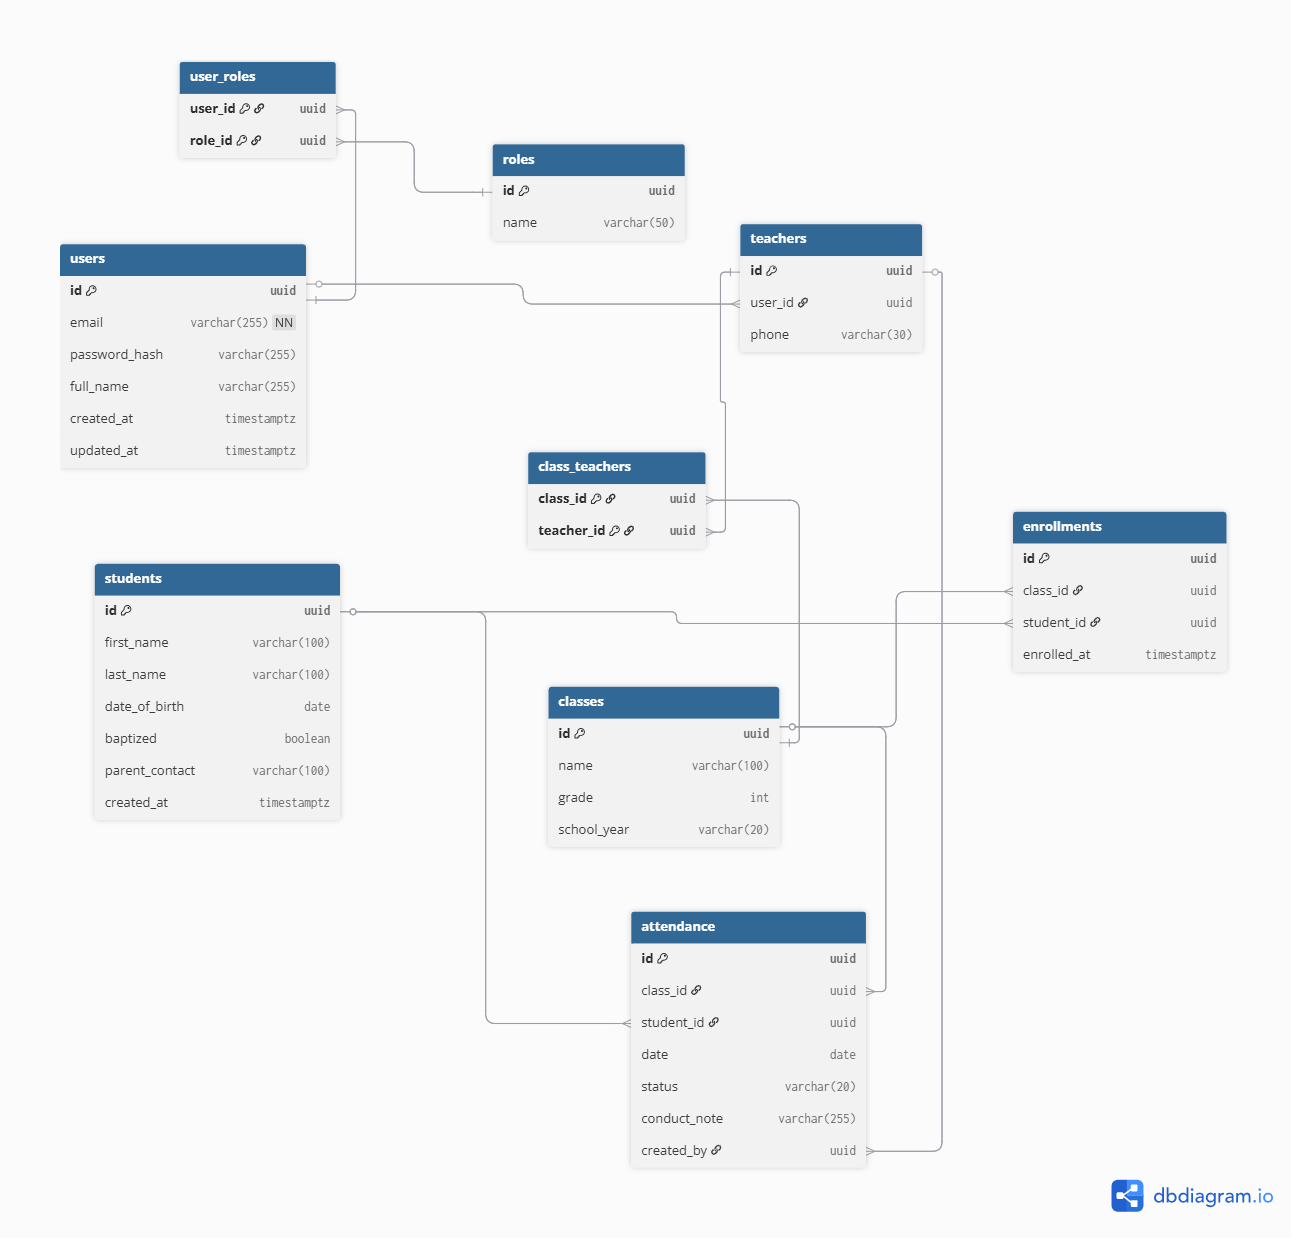 user_roles
user_id uuid
role_id uuid
roles
id uuid
name varchar(50)
teachers
id uuid
user_id uuid
phone varchar(30)
users
id uuid
email varchar(255) NN
password_hash varchar(255)
full_name varchar(255)
created_at timestamptz
updated_at timestamptz
class_teachers
class_id uuid
teacher_id uuid
enrollments
id uuid
class_id uuid
student_id uuid
enrolled_at timestamptz
students
id uuid
first_name varchar(100)
last_name varchar(100)
date_of_birth date
baptized boolean
parent_contact varchar(100)
created_at timestamptz
classes
id uuid
name varchar(100)
grade int
school_year varchar(20)
attendance
id uuid
class_id uuid
student_id uuid
date date
status varchar(20)
conduct_note varchar(255)
created_by uuid
dbdiagram.io